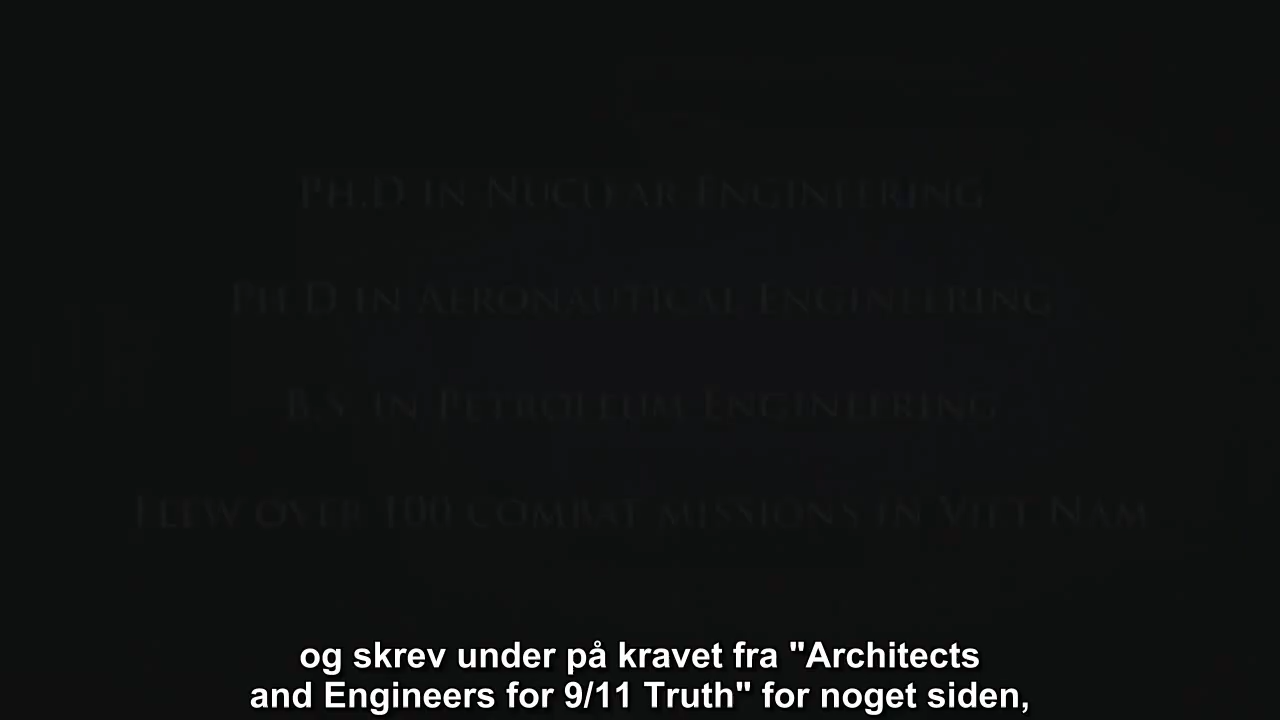 Ph.D in Nuclear Engineering
Ph.D in Aeronautical Engineering
B.S. in Petroleum Engineering
Flew over 100 combat missions in Viet Nam
og skrev under på kravet fra "Architects
and Engineers for 9/11 Truth" for noget siden,